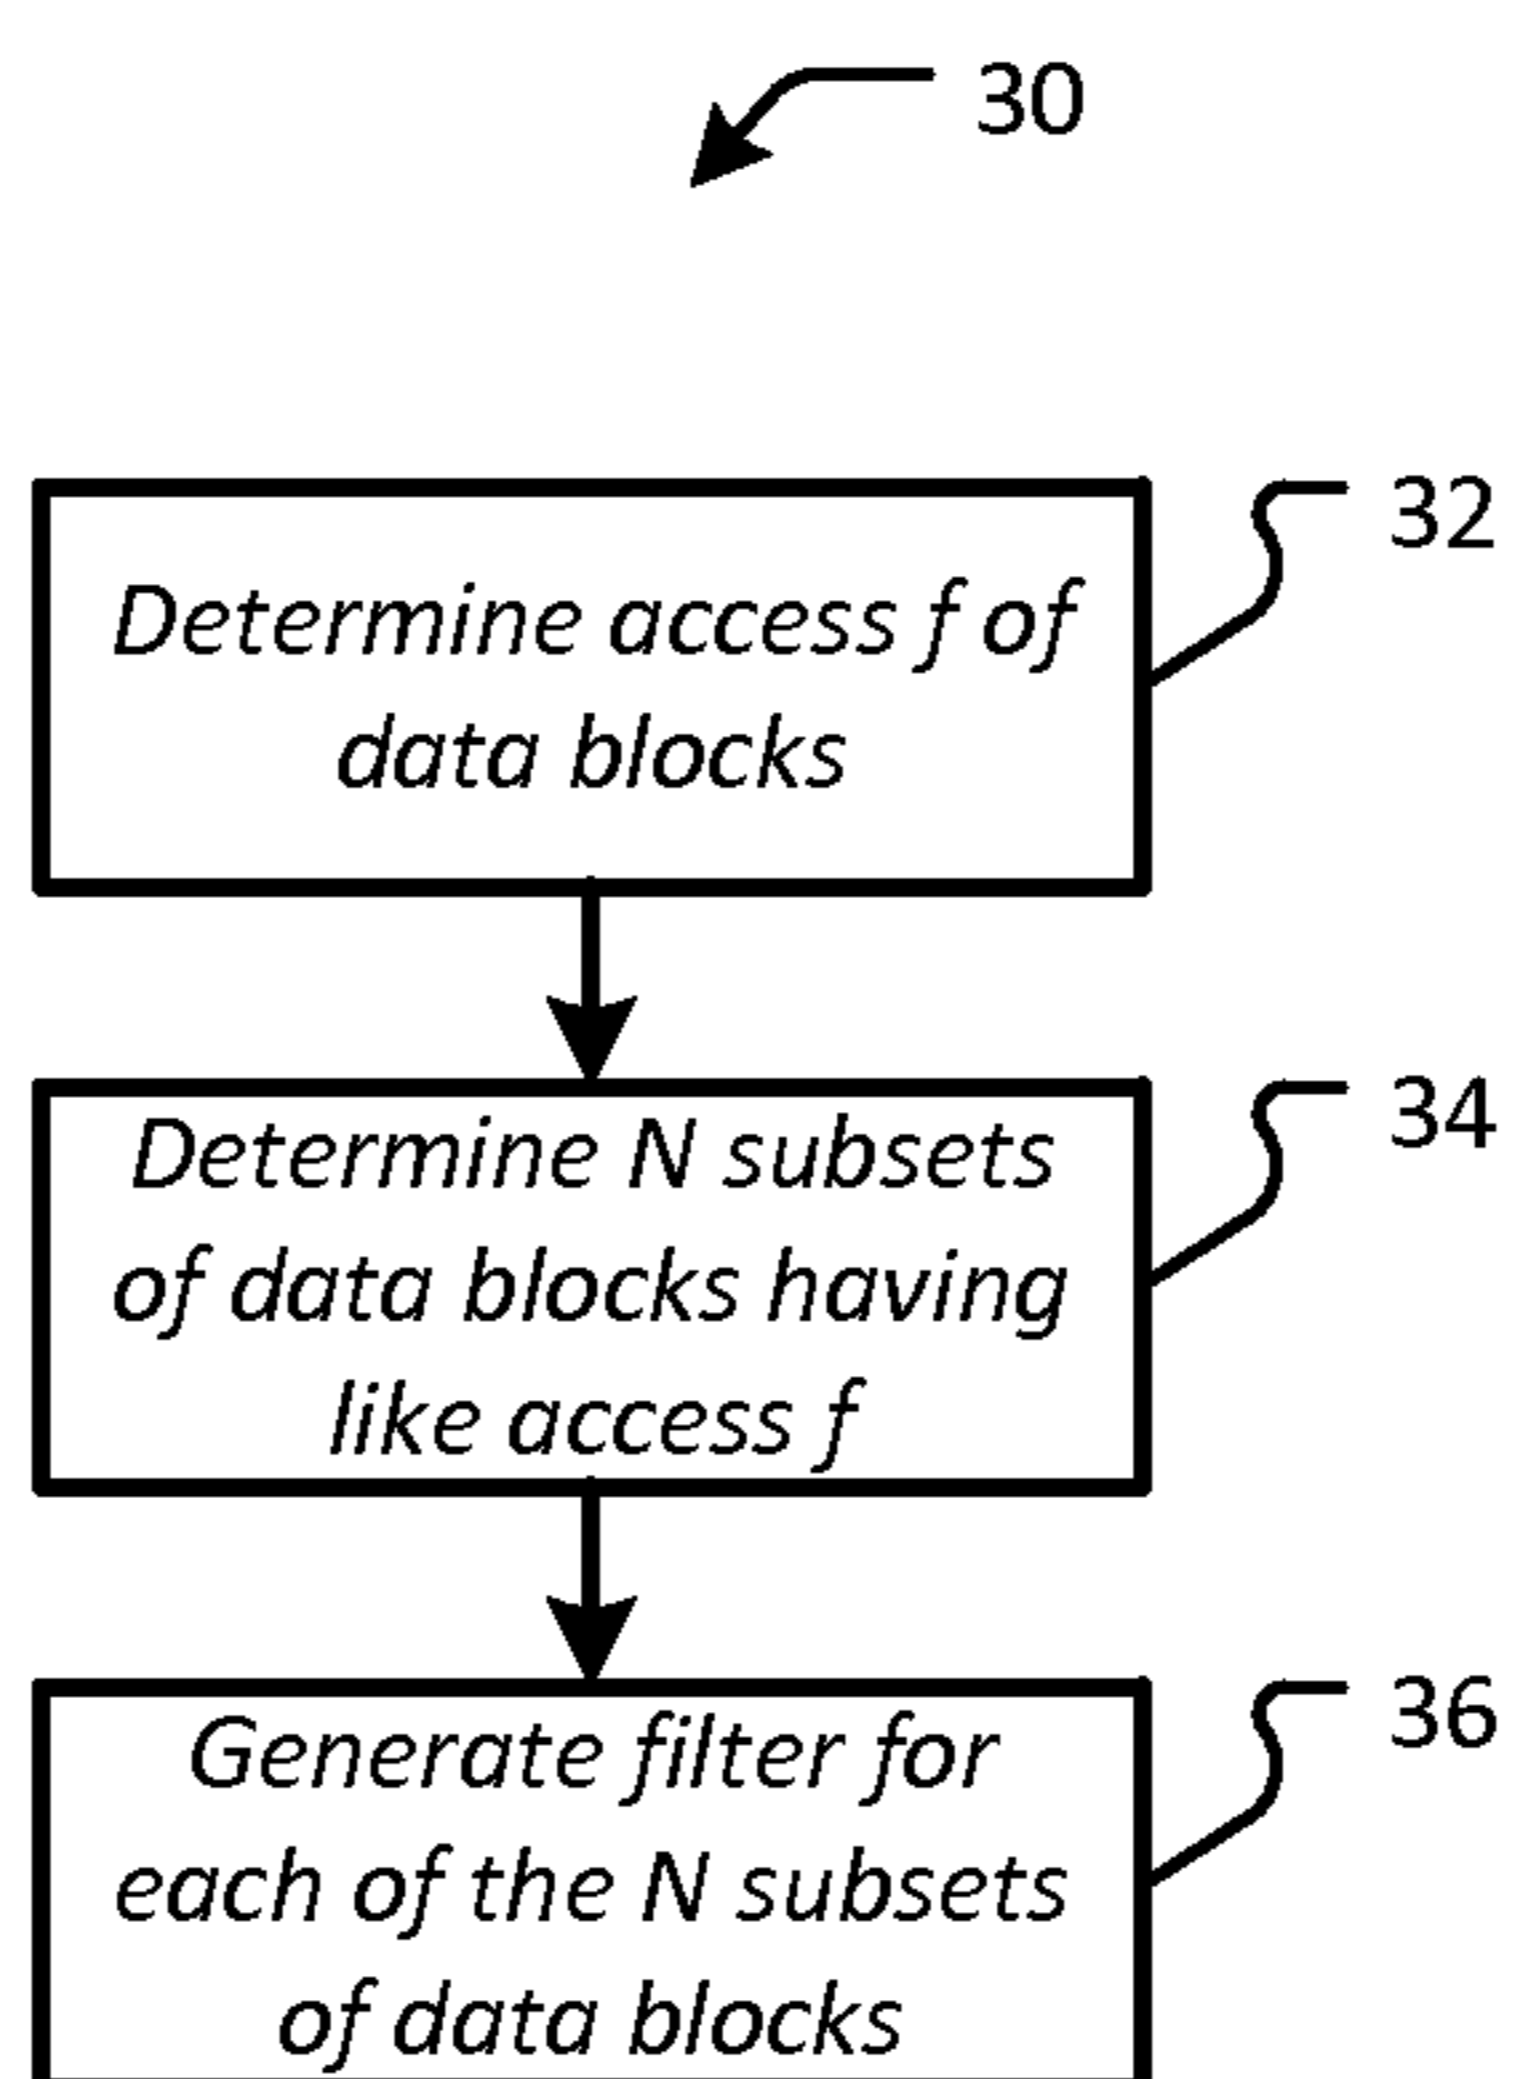 30
32
Determine access f of
data blocks
34
Determine N subsets
of data blocks having
like access f
36
Generate filter for
each of the N subsets
of data blocks